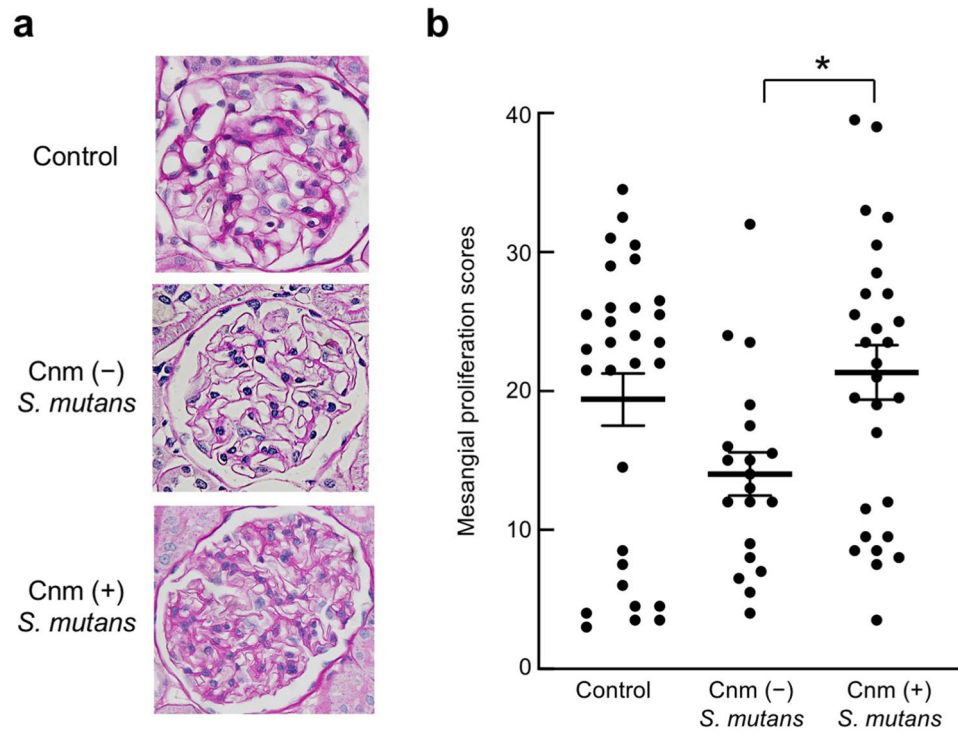 a
Control
Cnm (−)
S. mutans
Cnm (+)
S. mutans
b
*
Mesangial proliferation scores
40
30
20
10
0
Control
Cnm (−)
S. mutans
Cnm (+)
S. mutans